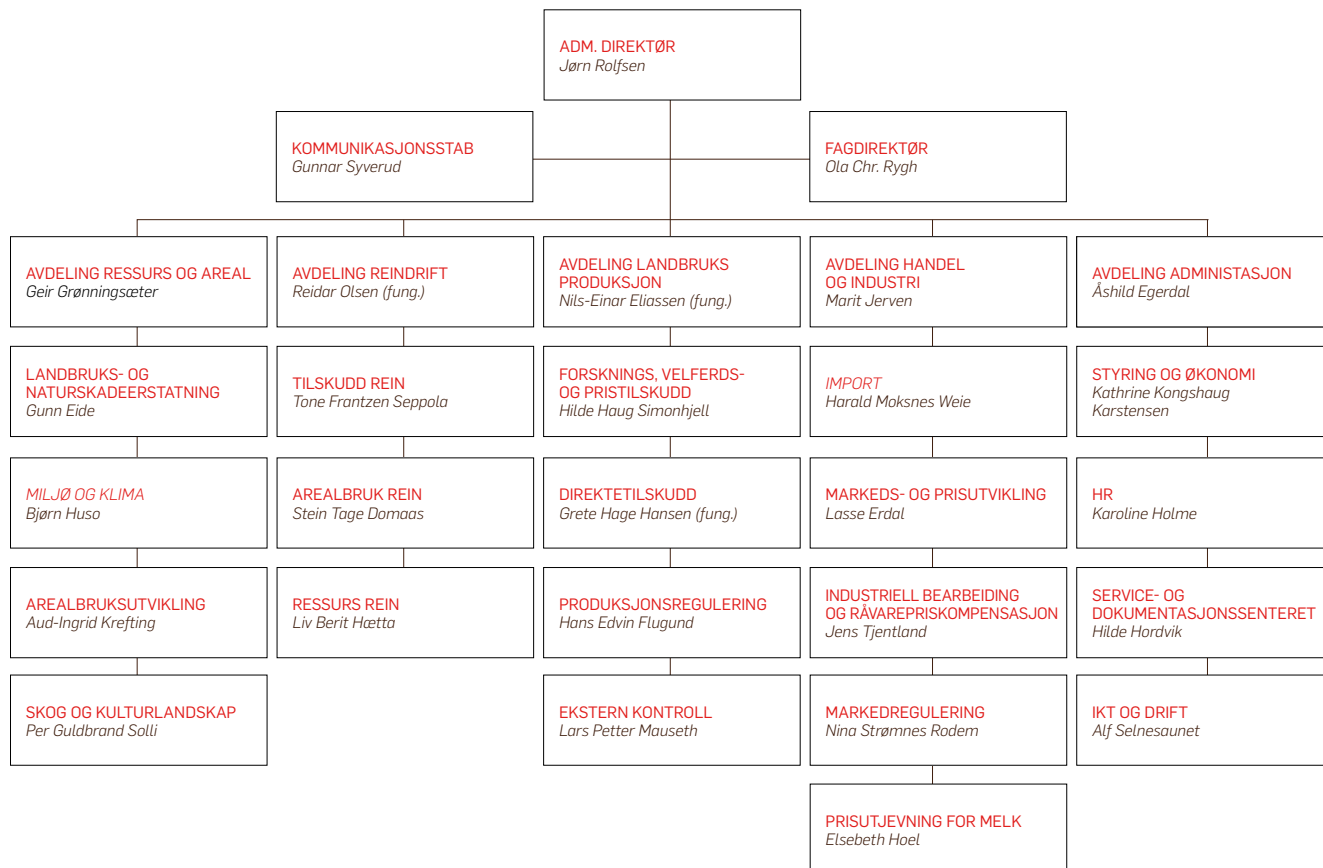 ADM. DIREKTØR
Jørn Rolfsen
KOMMUNIKASJONSSTAB
Gunnar Syverud
FAGDIREKTØR
Ola Chr. Rygh
AVDELING RESSURS OG AREAL
Geir Grønningsæter
AVDELING REINDRIFT
Reidar Olsen (fung.)
AVDELING LANDBRUKS
PRODUKSJON
Nils-Einar Eliassen (fung.)
AVDELING HANDEL
OG INDUSTRI
Marit Jerven
AVDELING ADMINISTASJON
Åshild Egerdal
LANDBRUKS- OG
NATURSKADEERSTATNING
Gunn Eide
TILSKUDD REIN
Tone Frantzen Seppola
FORSKNINGS, VELFERDS-
OG PRISTILSKUDD
Hilde Haug Simonhjell
IMPORT
Harald Moksnes Weie
STYRING OG ØKONOMI
Kathrine Kongshaug
Karstensen
MILJØ OG KLIMA
Bjørn Huso
AREALBRUK REIN
Stein Tage Domaas
DIREKTETILSKUDD
Grete Hage Hansen (fung.)
MARKEDS- OG PRISUTVIKLING
Lasse Erdal
HR
Karoline Holme
AREALBRUKSUTVIKLING
Aud-Ingrid Krefting
RESSURS REIN
Liv Berit Hætta
PRODUKSJONSREGULERING
Hans Edvin Flugund
INDUSTRIELL BEARBEIDING
OG RÅVAREPRISKOMPENSASJON
Jens Tjentland
SERVICE- OG
DOKUMENTASJONSSENTERET
Hilde Hordvik
SKOG OG KULTURLANDSKAP
Per Guldbrand Solli
EKSTERN KONTROLL
Lars Petter Mauseth
MARKEDREGULERING
Nina Strømnes Rodem
IKT OG DRIFT
Alf Selnesaunet
PRISUTJEVNING FOR MELK
Elsebeth Hoel